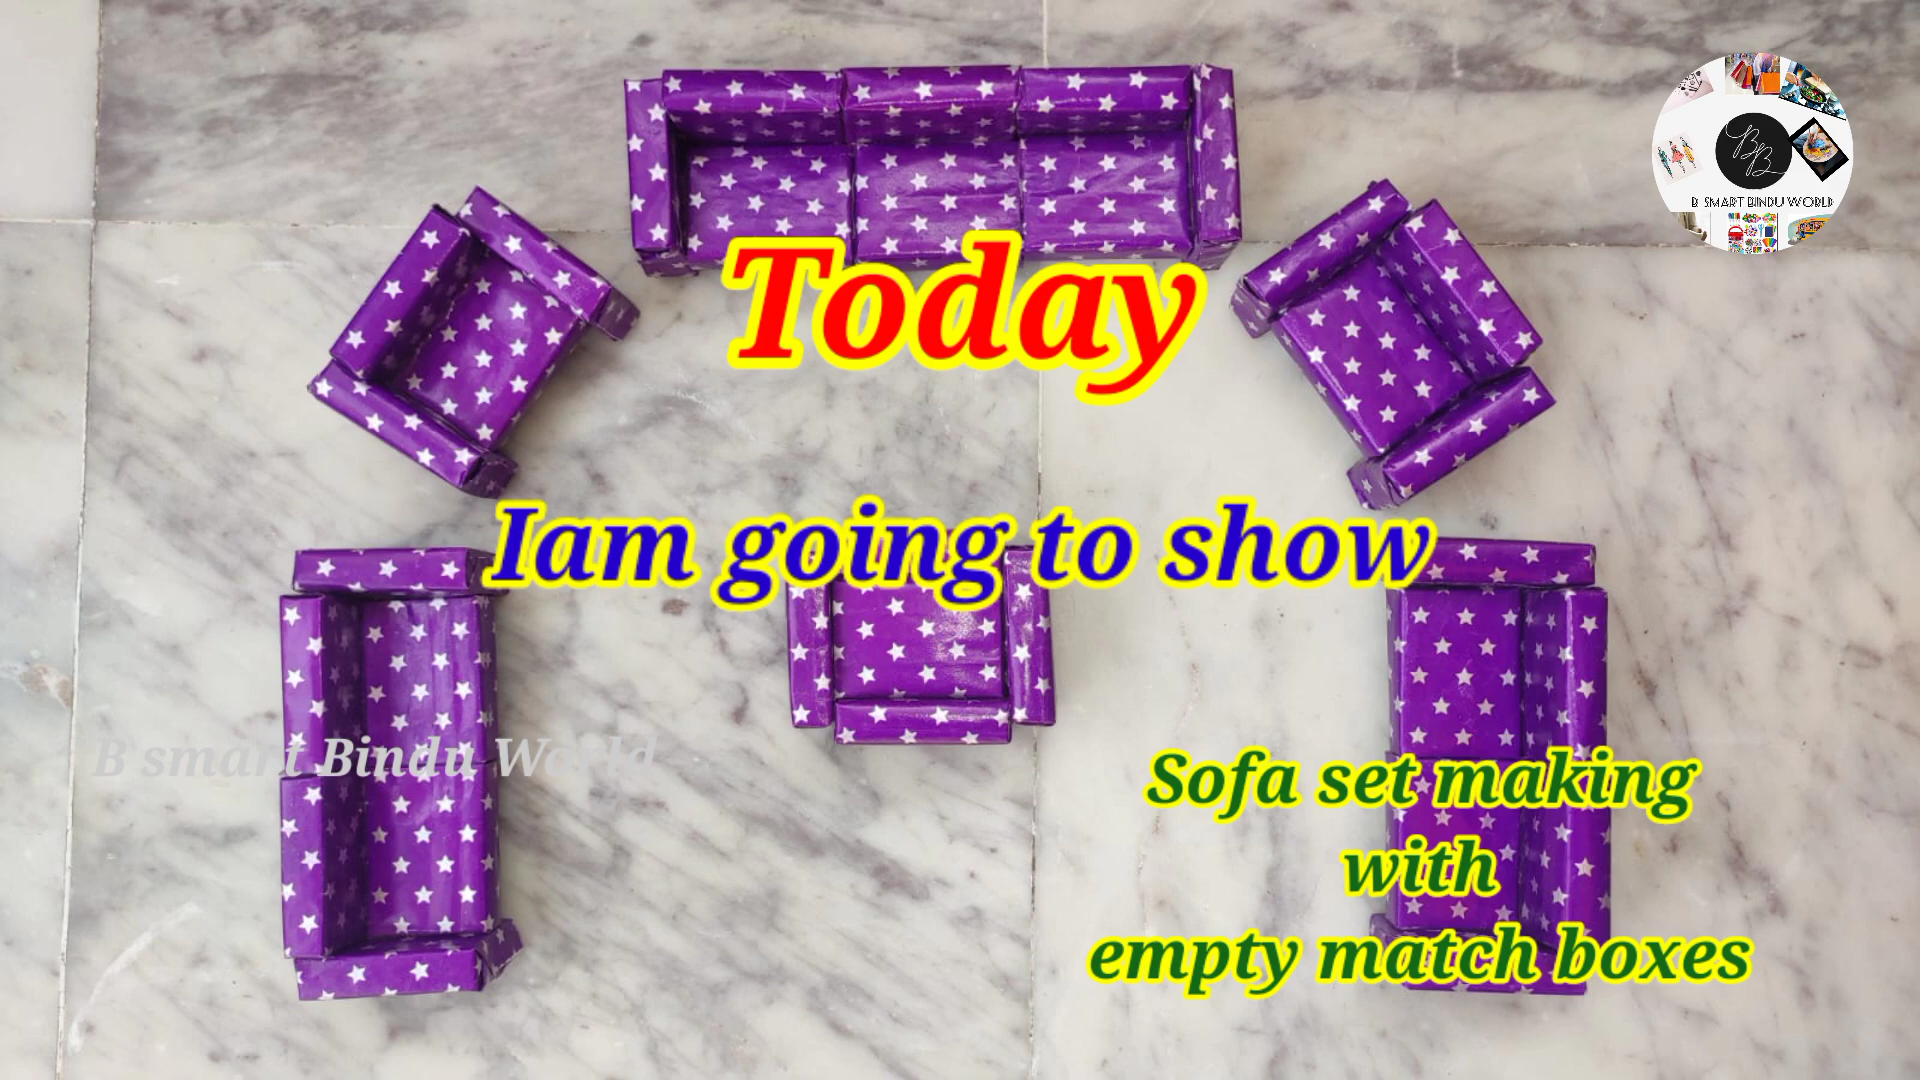 B SMART BINDU WORLD
Today
Iam going to show
B smart Bindu World
Sofa set making
with
empty match boxes